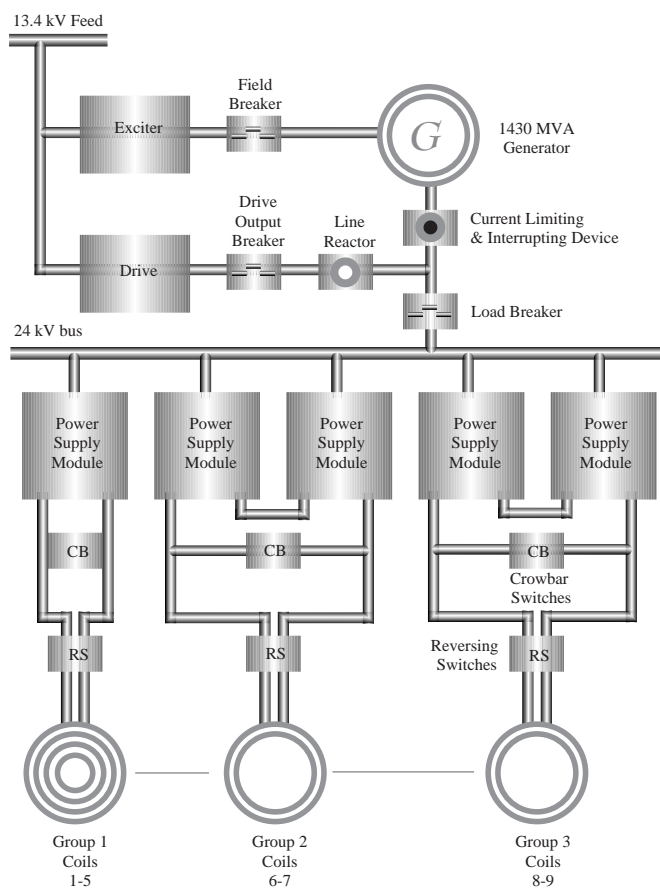 13.4 kV Feed
Field
Breaker
Exciter
G
1430 MVA
Generator
Drive
Output
Breaker
Line
Reactor
Current Limiting
& Interrupting Device
Drive
Load Breaker
24 kV bus
Power
Supply
Module
Power
Supply
Module
Power
Supply
Module
Power
Supply
Module
Power
Supply
Module
CB
CB
CB
Crowbar
Switches
RS
RS
Reversing
Switches
RS
Group 1
Coils
1-5
Group 2
Coils
6-7
Group 3
Coils
8-9